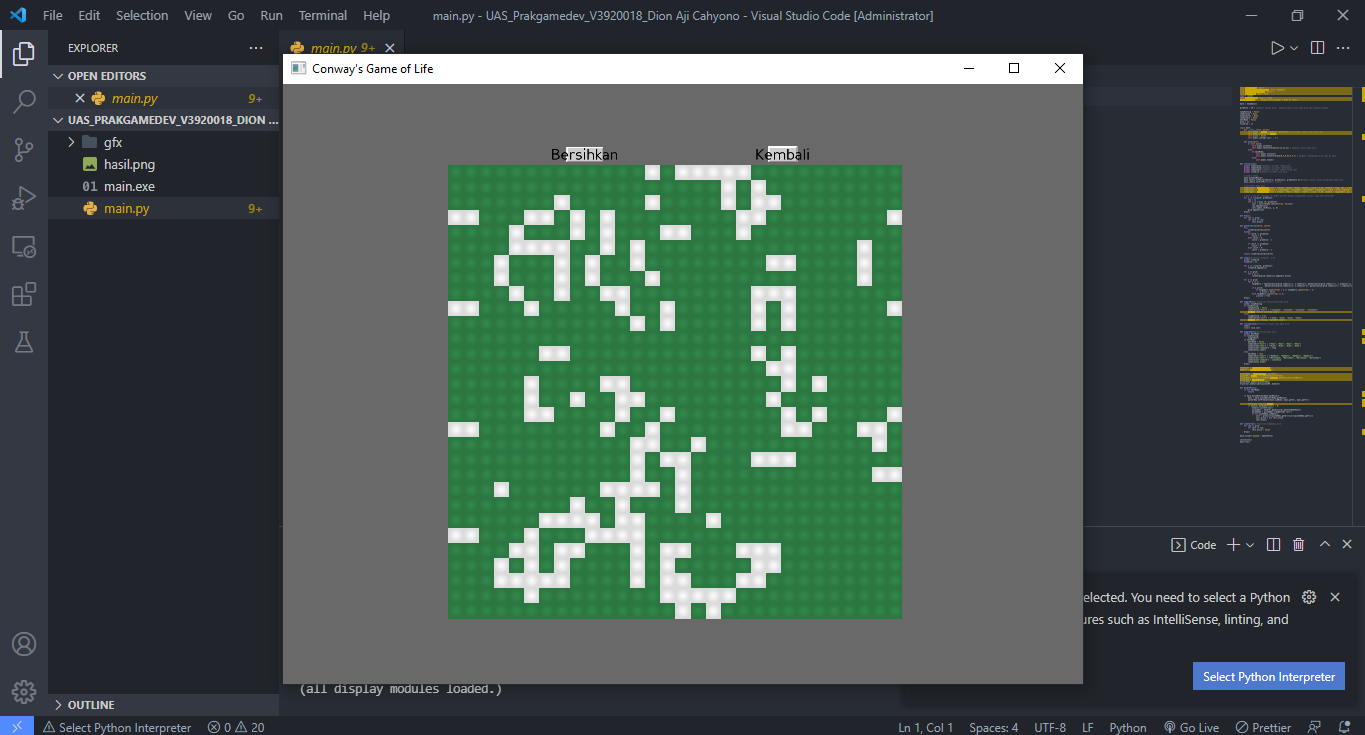 File Edit Selection View Go Run Terminal Help
main.py - UAS_Prakgamedev_V3920018_Dion Aji Cahyono - Visual Studio Code [Administrator]
EXPLORER
main.py 9+
OPEN EDITORS
main.py 9+
UAS_PRAKGAMEDEV_V3920018_DION ...
gfx
hasil.png
01 main.exe
main.py 9+
Conway's Game of Life
Bersihkan Kembali
Code
elected. You need to select a Python
ures such as IntelliSense, linting, and
Select Python Interpreter
(all display modules loaded.)
OUTLINE
Select Python Interpreter 0 20
Ln 1, Col 1 Spaces: 4 UTF-8 LF Python Go Live Prettier